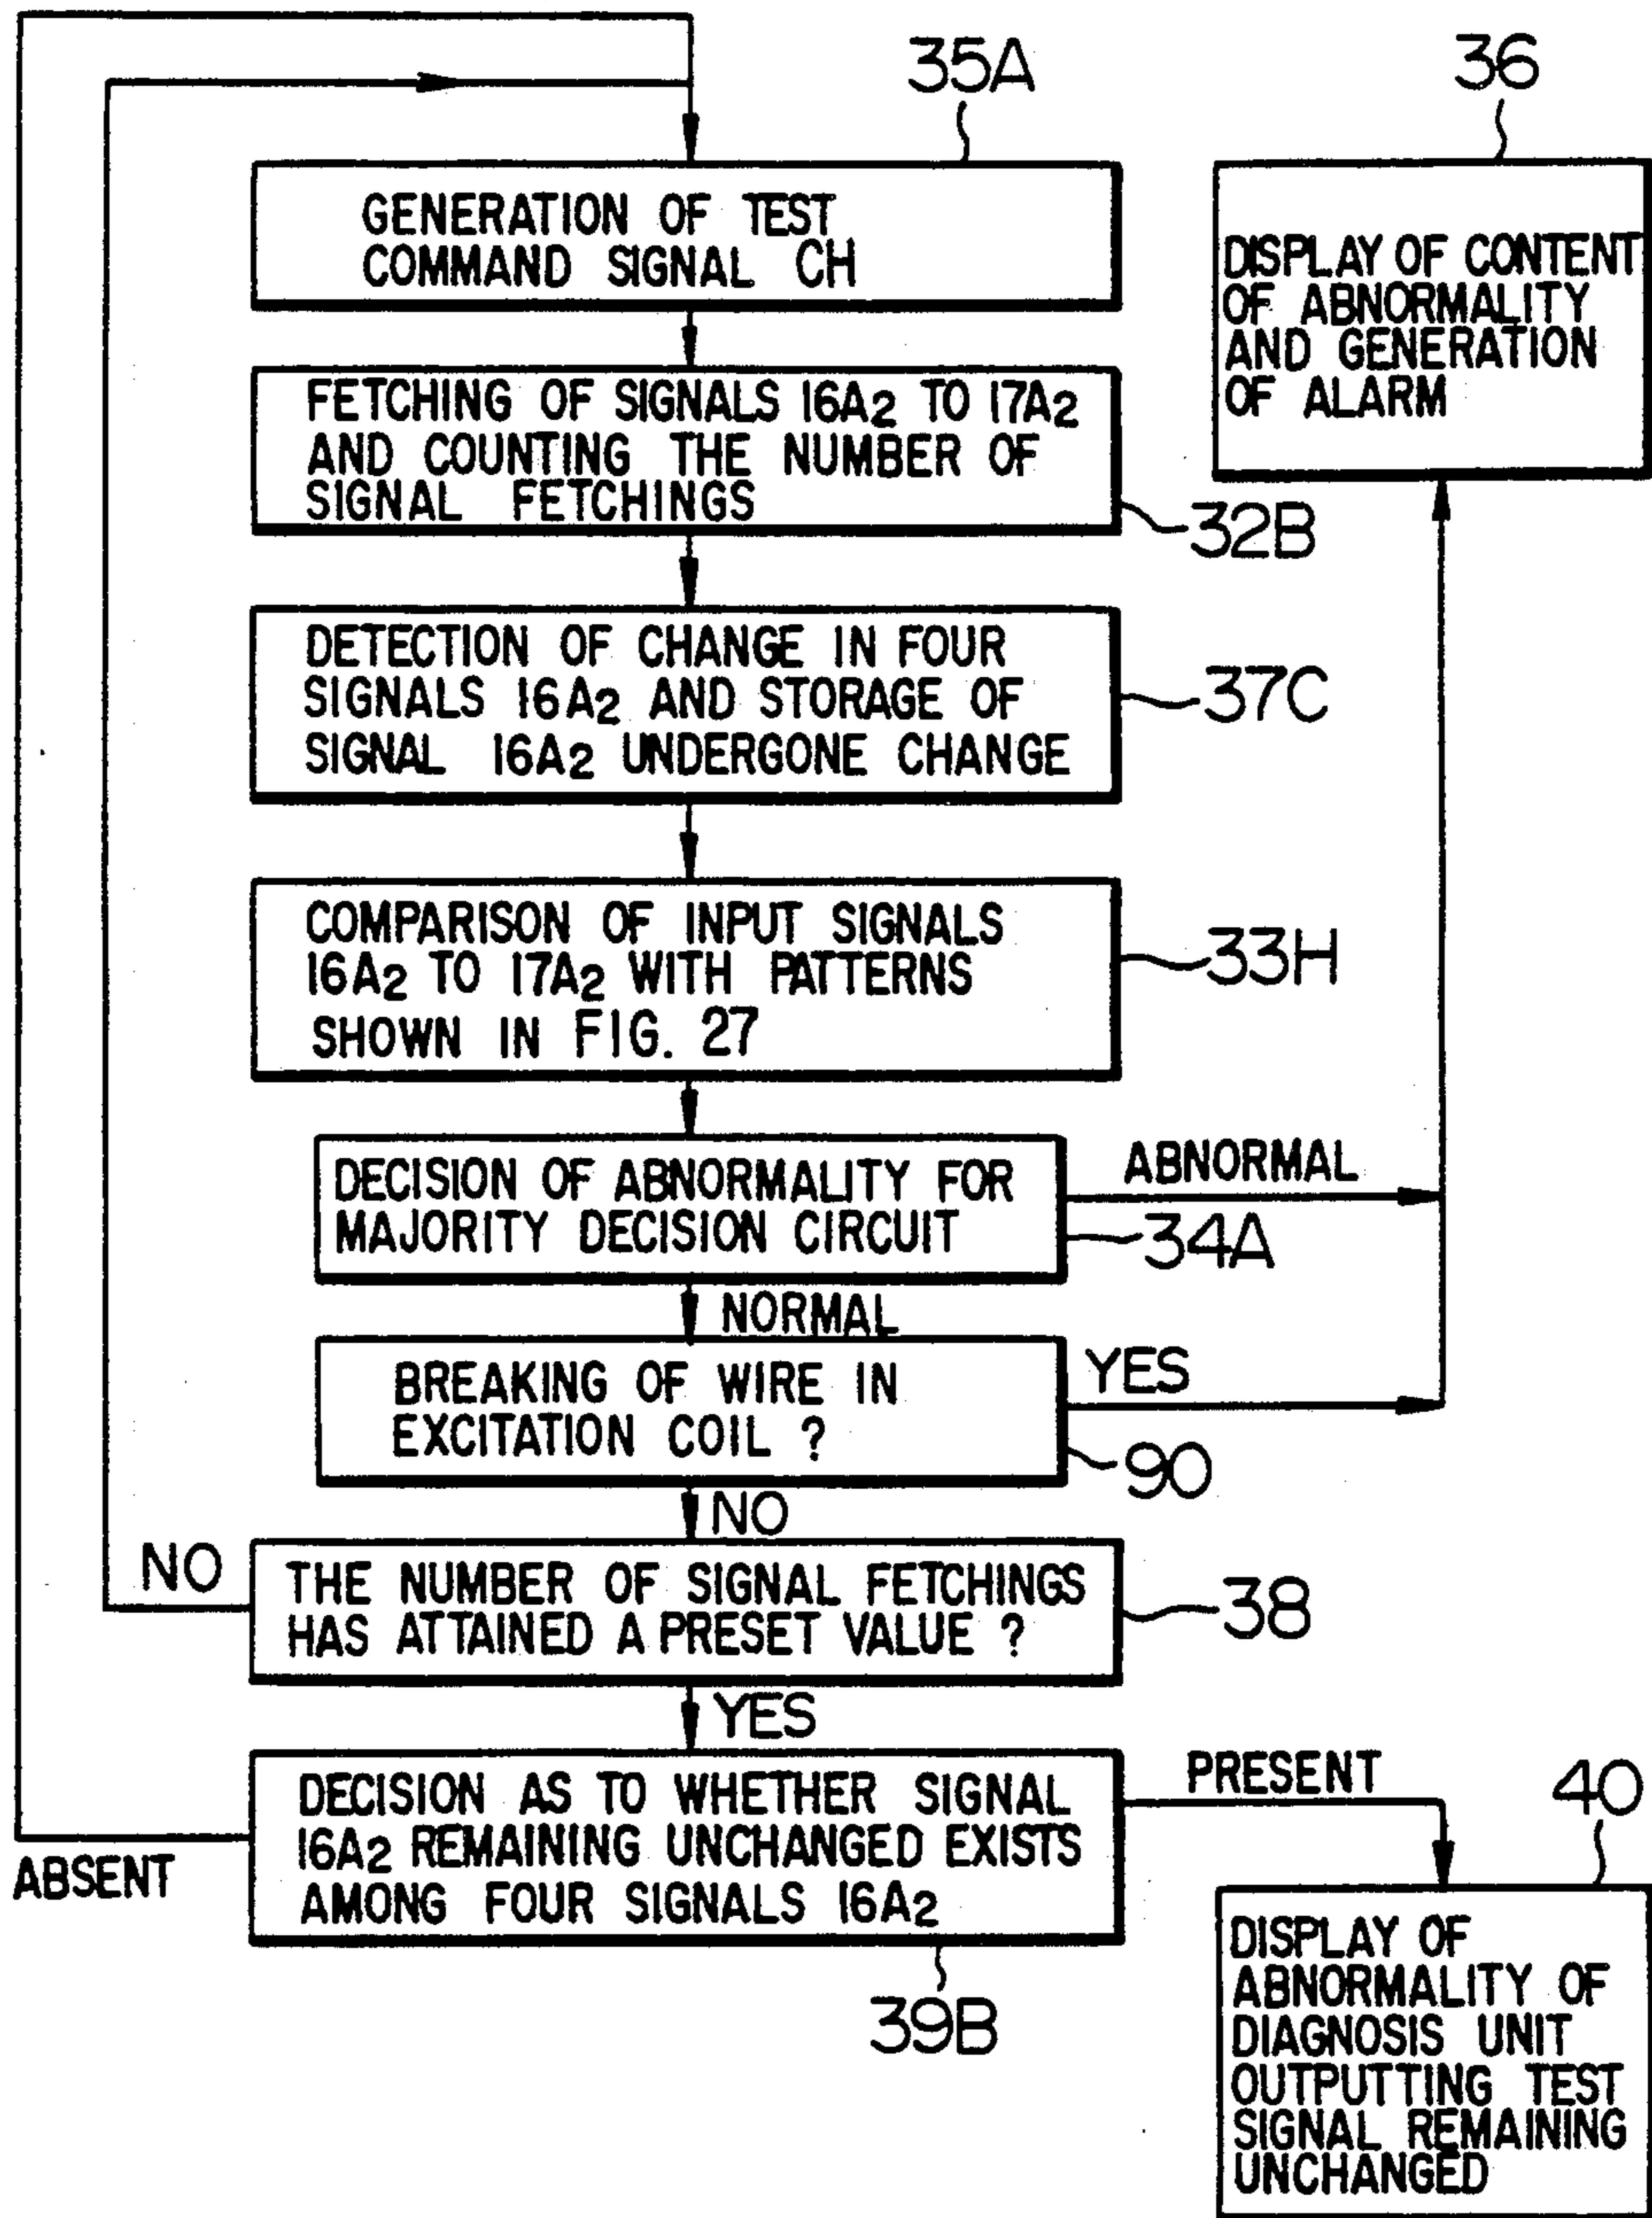 35A
GENERATION OF TEST
COMMAND SIGNAL CH
FETCHING OF SIGNALS 16A2 TO 17A2
AND COUNTING THE NUMBER OF
SIGNAL FETCHINGS
32B
DETECTION OF CHANGE IN FOUR
SIGNALS 16A2 AND STORAGE OF
SIGNAL 16A2 UNDERGONE CHANGE
37C
COMPARISON OF INPUT SIGNALS
16A2 TO 17A2 WITH PATTERNS
SHOWN IN FIG. 27
33H
DECISION OF ABNORMALITY FOR
MAJORITY DECISION CIRCUIT
34A
ABNORMAL
NORMAL
BREAKING OF WIRE IN
EXCITATION COIL ?
90
YES
NO
THE NUMBER OF SIGNAL FETCHINGS
HAS ATTAINED A PRESET VALUE ?
38
NO
YES
DECISION AS TO WHETHER SIGNAL
16A2 REMAINING UNCHANGED EXISTS
AMONG FOUR SIGNALS 16A2
39B
ABSENT
PRESENT
36
DISPLAY OF CONTENT
OF ABNORMALITY
AND GENERATION
OF ALARM
40
DISPLAY OF
ABNORMALITY OF
DIAGNOSIS UNIT
OUTPUTTING TEST
SIGNAL REMAINING
UNCHANGED